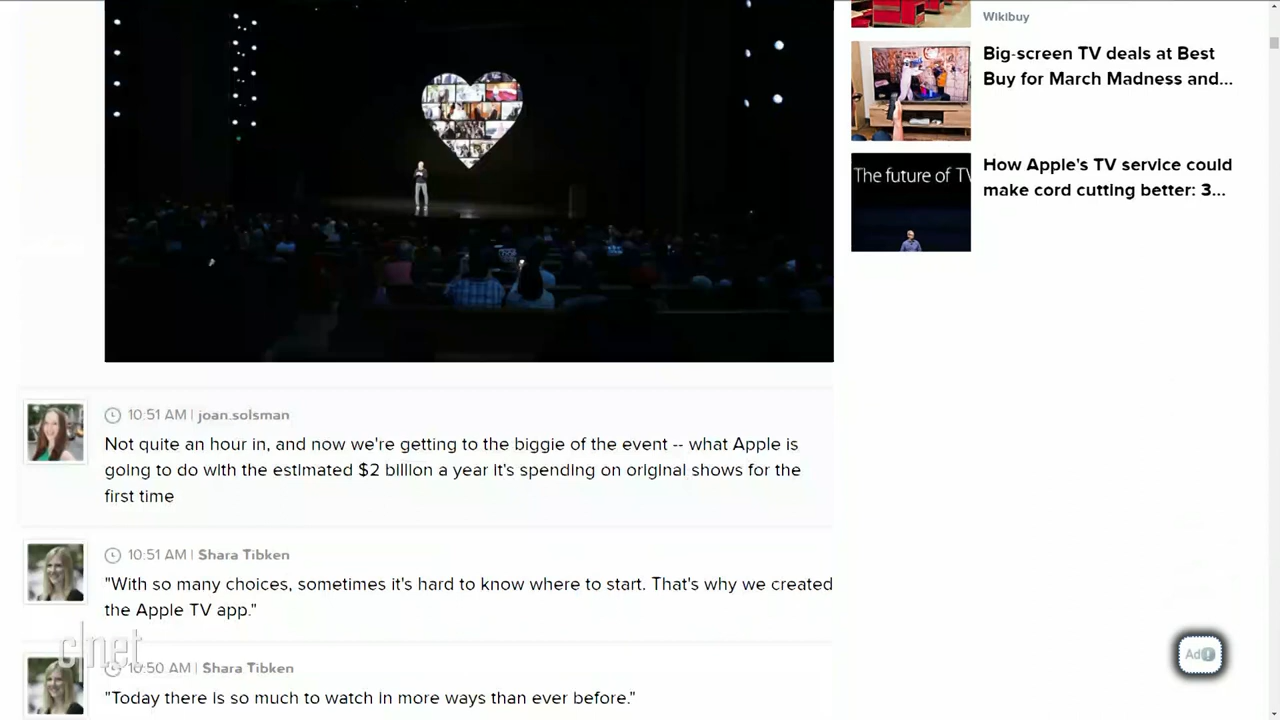 Wikibuy
Big-screen TV deals at Best
Buy for March Madness and...
The future of TV
How Apple's TV service could
make cord cutting better: 3...
10:51 AM | joan.solsman
Not quite an hour in, and now we're getting to the biggie of the event -- what Apple is
going to do with the estimated $2 billion a year it's spending on original shows for the
first time
10:51 AM | Shara Tibken
"With so many choices, sometimes it's hard to know where to start. That's why we created
the Apple TV app."
c|net
10:50 AM | Shara Tibken
"Today there is so much to watch in more ways than ever before."
Ad